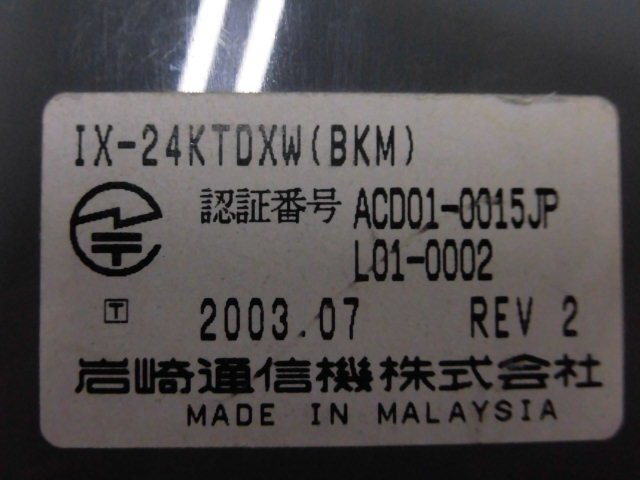 IX-24KTDXW(BKM)
認証番号 ACD01-0015JP
L01-0002
T
2003.07 REV 2
岩崎通信機株式会社
MADE IN MALAYSIA